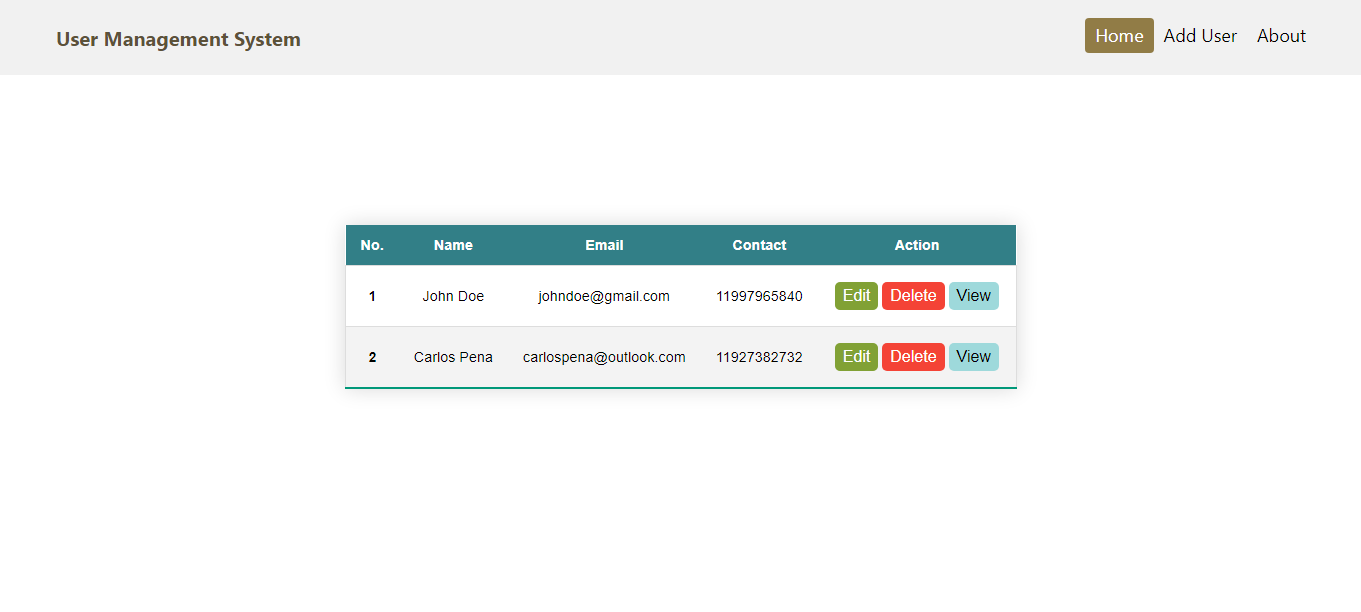 User Management System
Home Add User About
No. Name Email Contact Action
1 John Doe johndoe@gmail.com 11997965840 Edit Delete View
2 Carlos Pena carlospena@outlook.com 11927382732 Edit Delete View